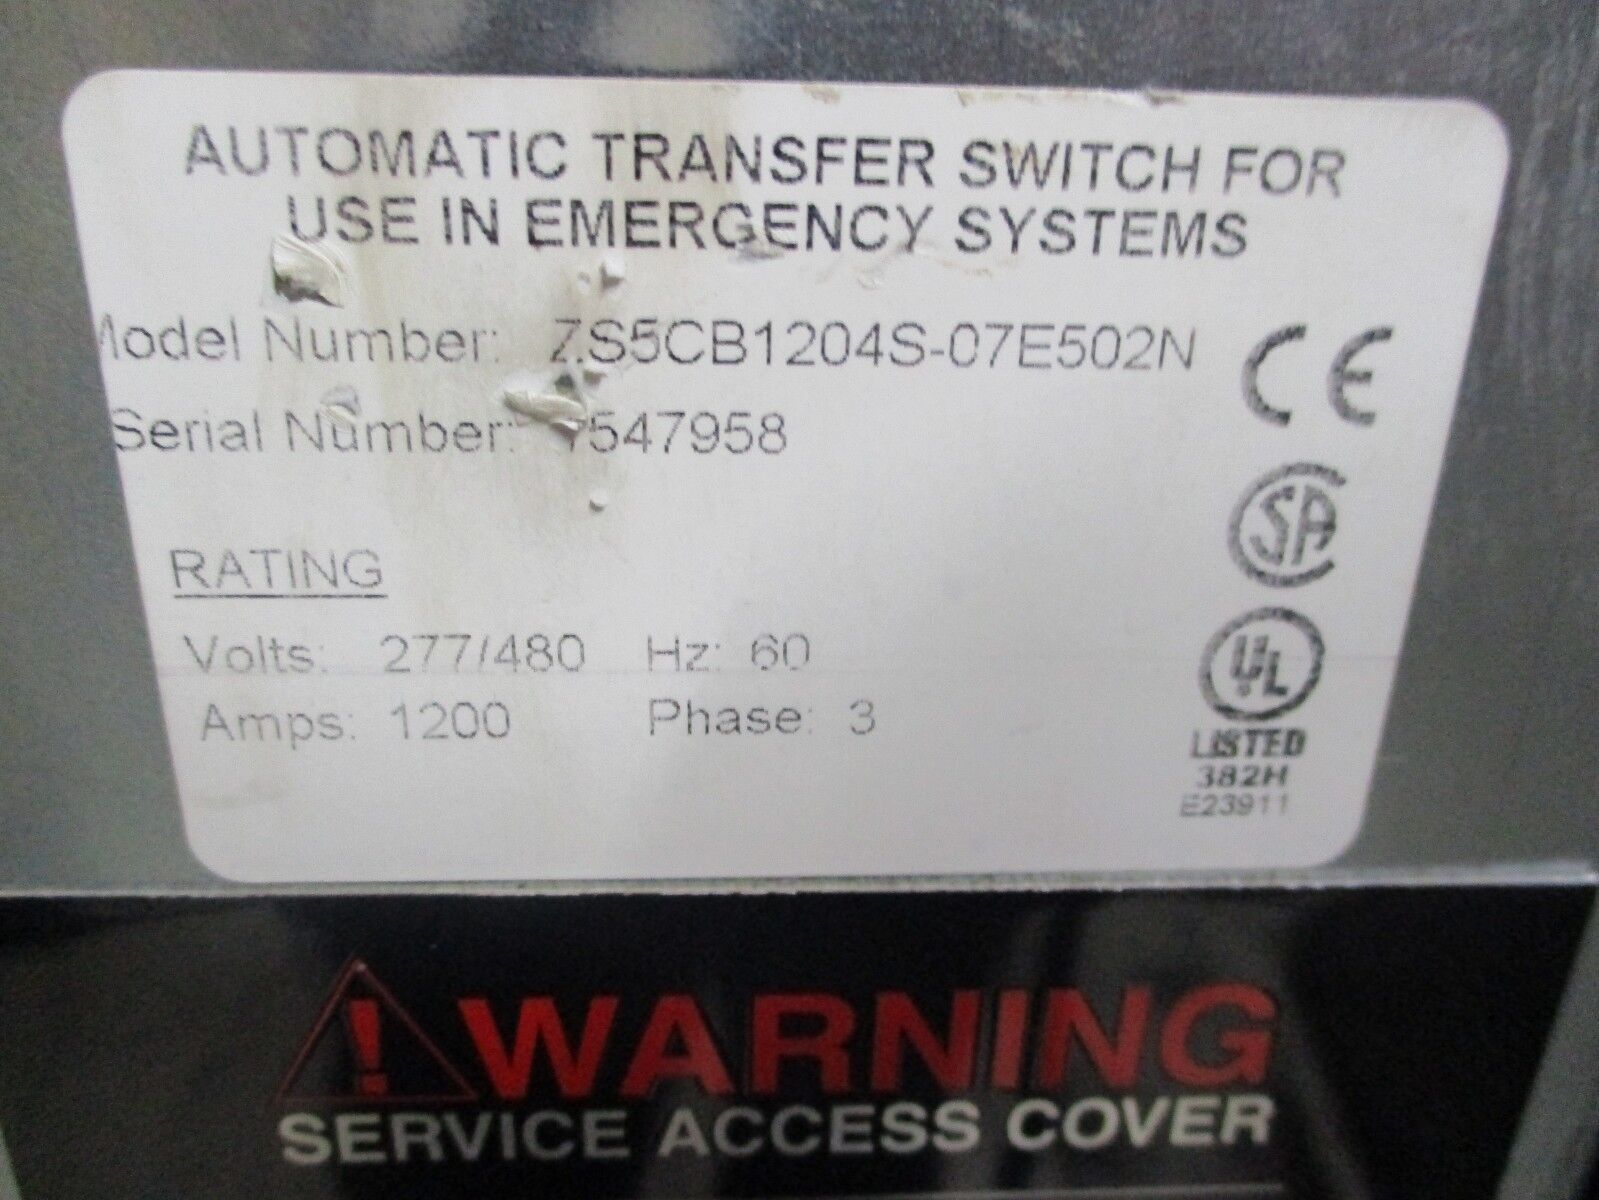 AUTOMATIC TRANSFER SWITCH FOR
USE IN EMERGENCY SYSTEMS
Model Number: ZS5CB1204S-07E502N
Serial Number:
RATING
Volts: 277/480 Hz: 60
Amps: 1200 Phase: 3
CE
SA
UL
LISTED
382H
E23911
! WARNING
SERVICE ACCESS COVER